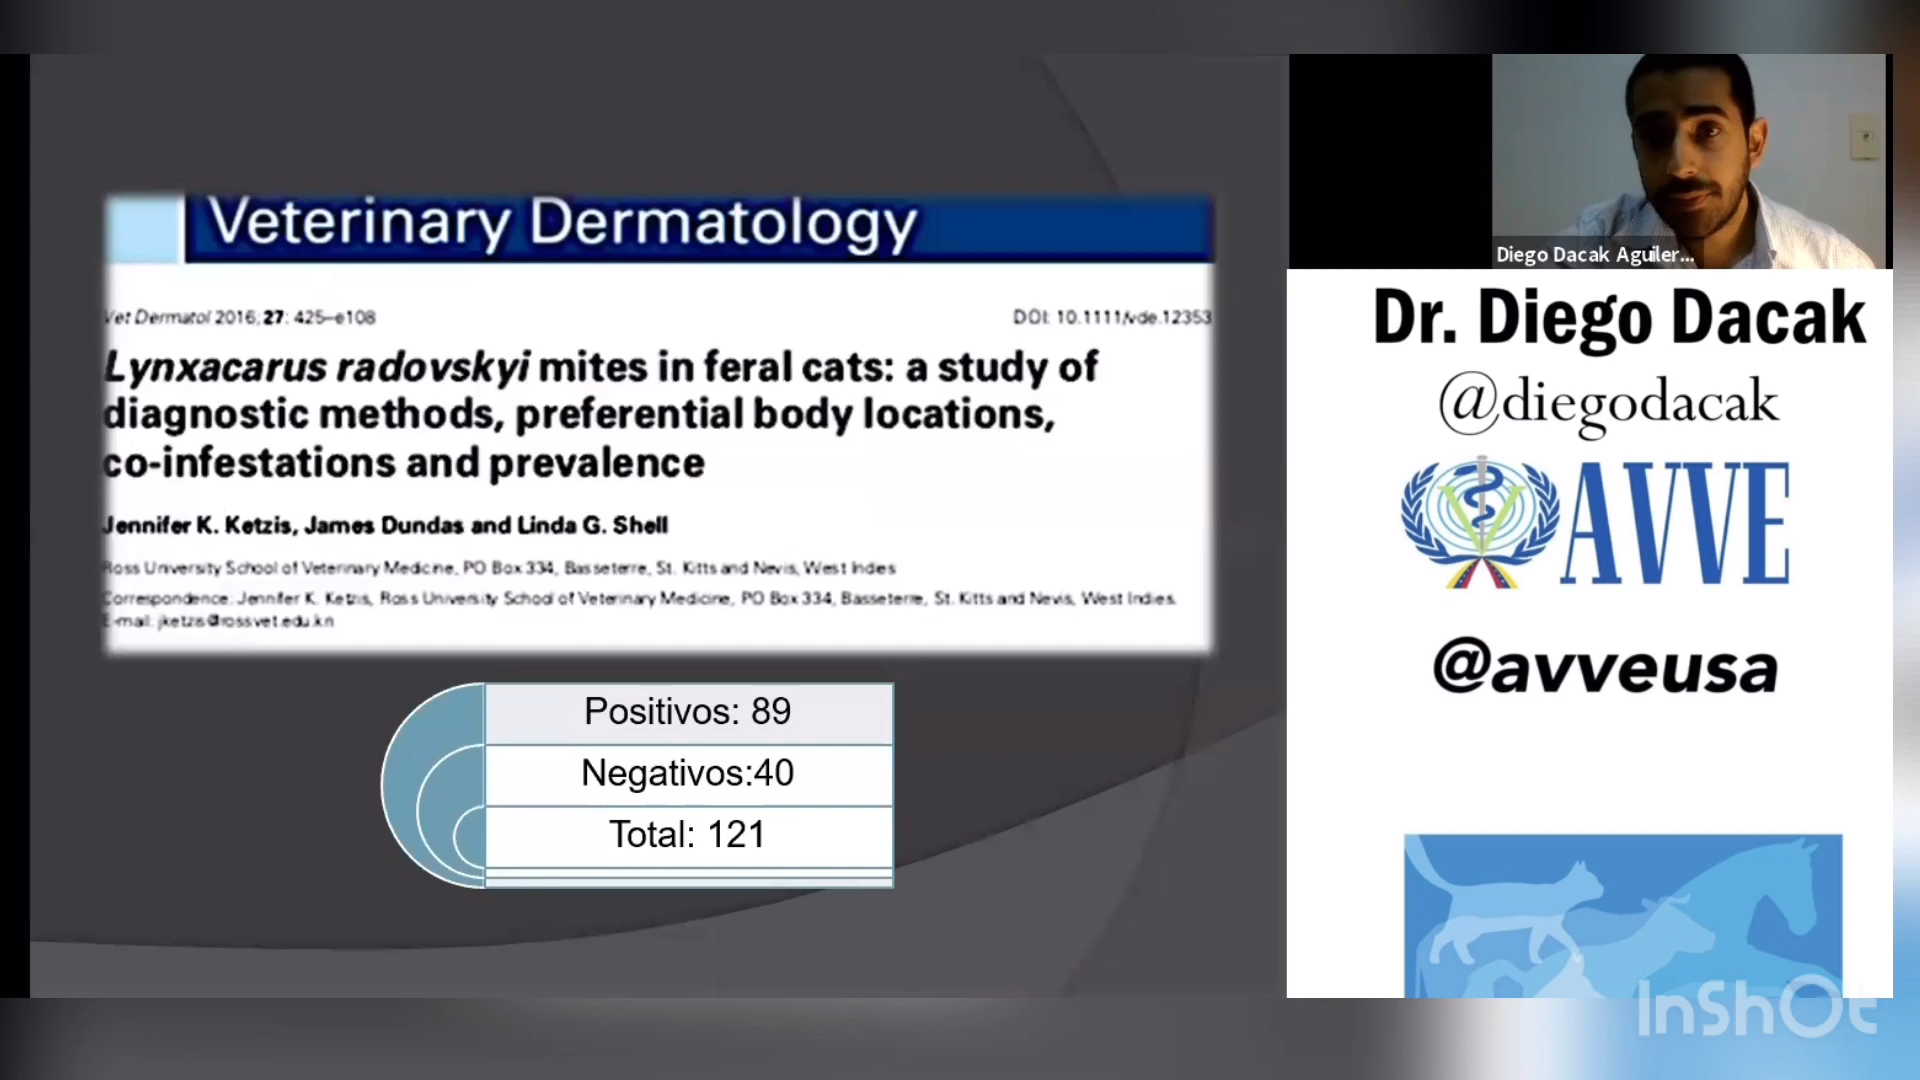 Veterinary Dermatology
Vet Dermatol 2016; 27: 425–e108
DOI: 10.1111/vde.12353
Lynxacarus radovskyi mites in feral cats: a study of
diagnostic methods, preferential body locations,
co-infestations and prevalence
Jennifer K. Ketzis, James Dundas and Linda G. Shell
Ross University School of Veterinary Medicine, PO Box 334, Basseterre, St. Kitts and Nevis, West Indies
Correspondence: Jennifer K. Ketzis, Ross University School of Veterinary Medicine, PO Box 334, Basseterre, St. Kitts and Nevis, West Indies.
E-mail: jketzis@rossvet.edu.kn
Positivos: 89
Negativos:40
Total: 121
Diego Dacak Aguiler...
Dr. Diego Dacak
@diegodacak
AVVE
@avveusa
InShOt